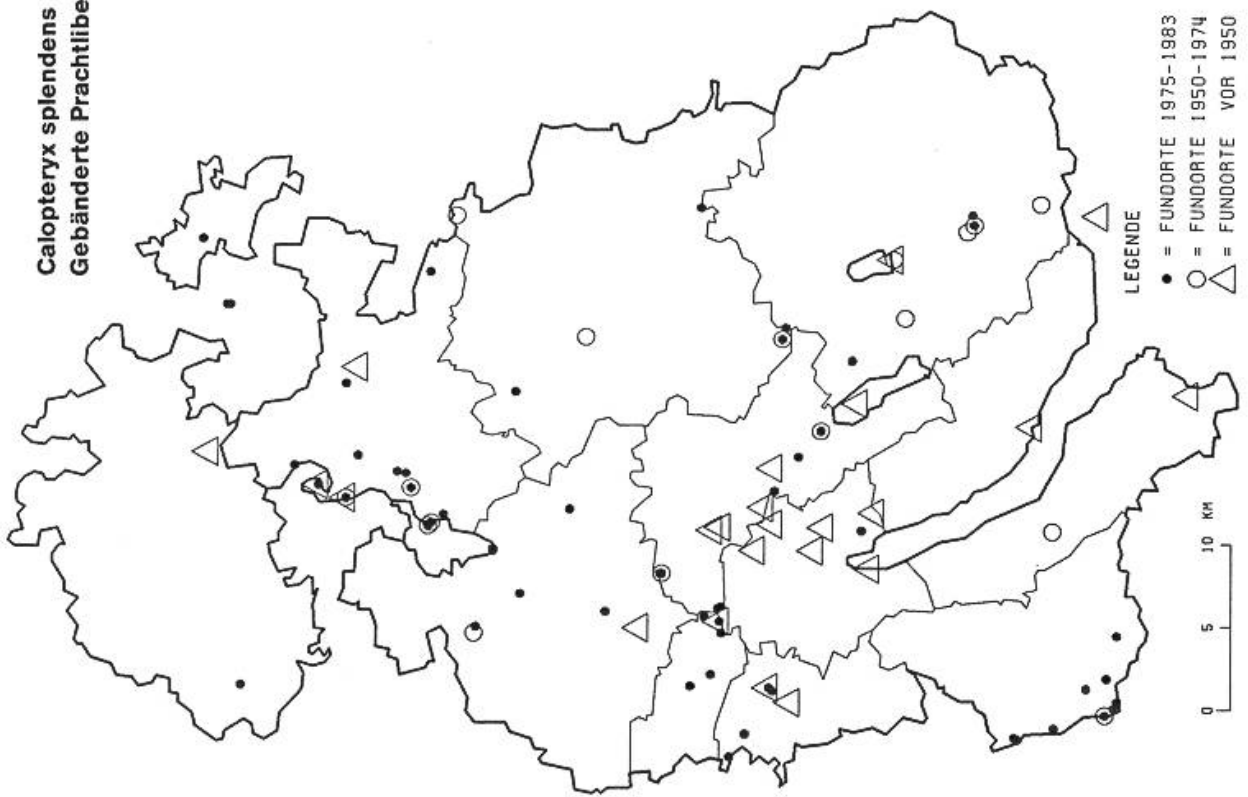 Calopteryx splendens
Gebänderte Prachtlibe
LEGENDE
● = FUNDORTE 1975-1983
○ = FUNDORTE 1950-1974
△ = FUNDORTE VOR 1950
0 5 10 KM